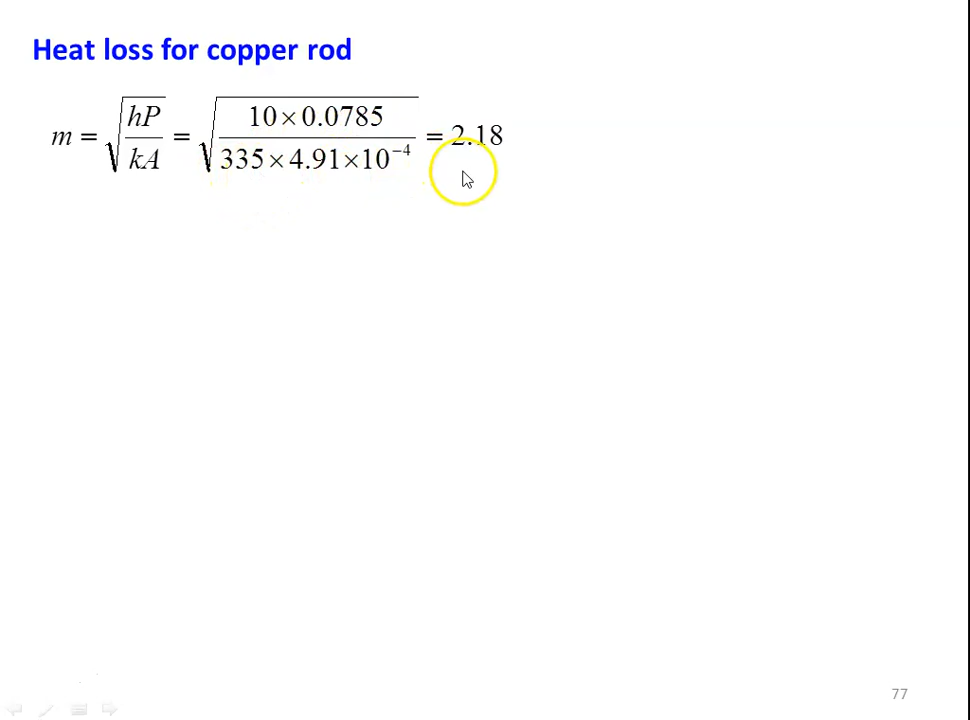 Heat loss for copper rod
m = √(hP / kA) = √(10 × 0.0785 / 335 × 4.91 × 10⁻⁴) = 2.18
77